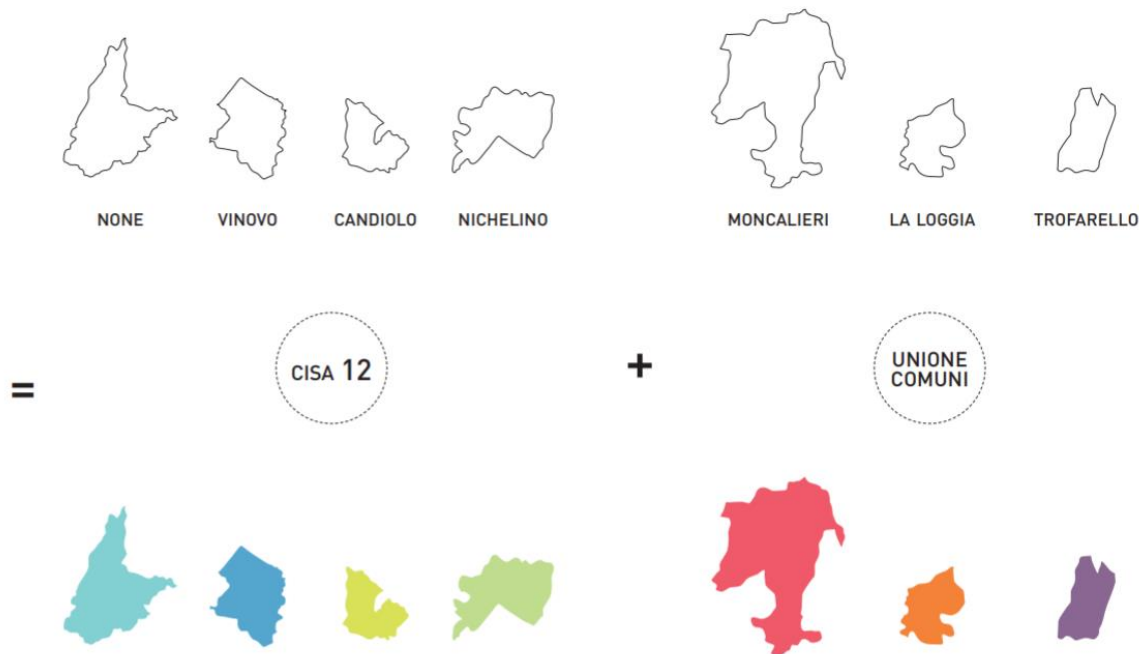 NONE VINOVO CANDIOLO NICHELINO MONCALIERI LA LOGGIA TROFARELLO
= CISA 12 + UNIONE
COMUNI